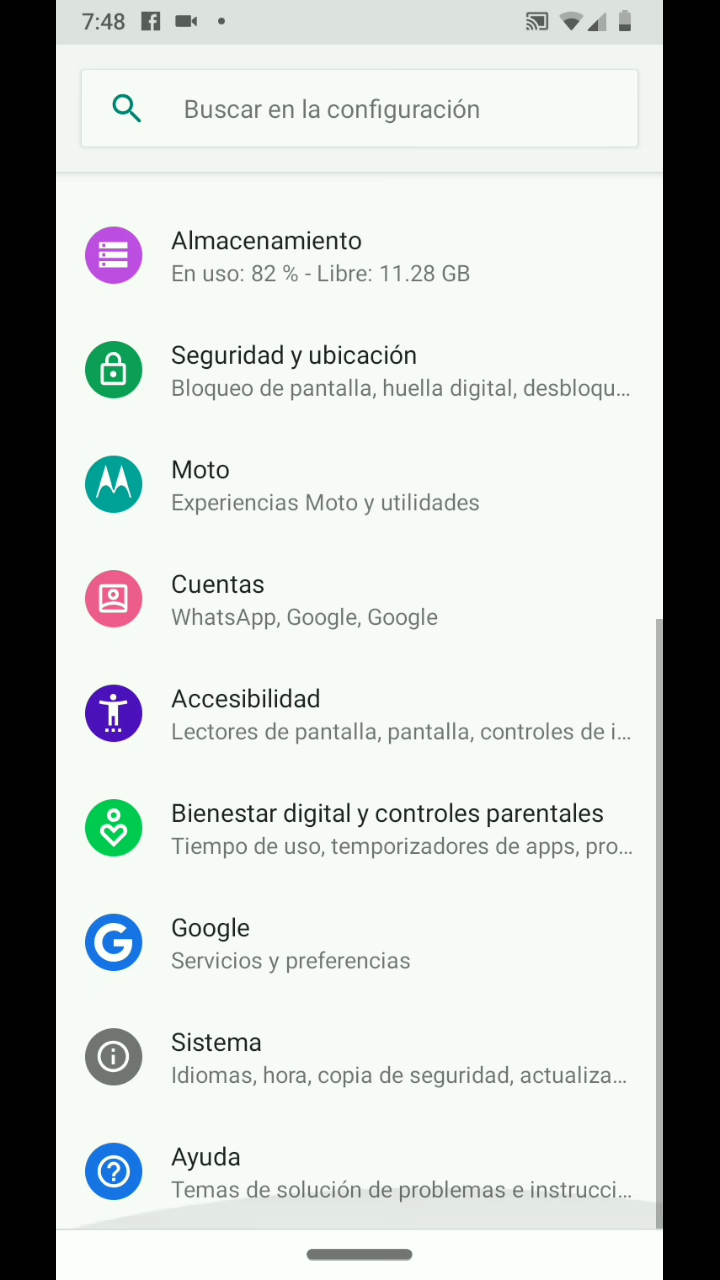 7:48
Buscar en la configuración
Almacenamiento
En uso: 82 % - Libre: 11.28 GB
Seguridad y ubicación
Bloqueo de pantalla, huella digital, desbloqu...
Moto
Experiencias Moto y utilidades
Cuentas
WhatsApp, Google, Google
Accesibilidad
Lectores de pantalla, pantalla, controles de i...
Bienestar digital y controles parentales
Tiempo de uso, temporizadores de apps, pro...
Google
Servicios y preferencias
Sistema
Idiomas, hora, copia de seguridad, actualiza...
Ayuda
Temas de solución de problemas e instrucci...